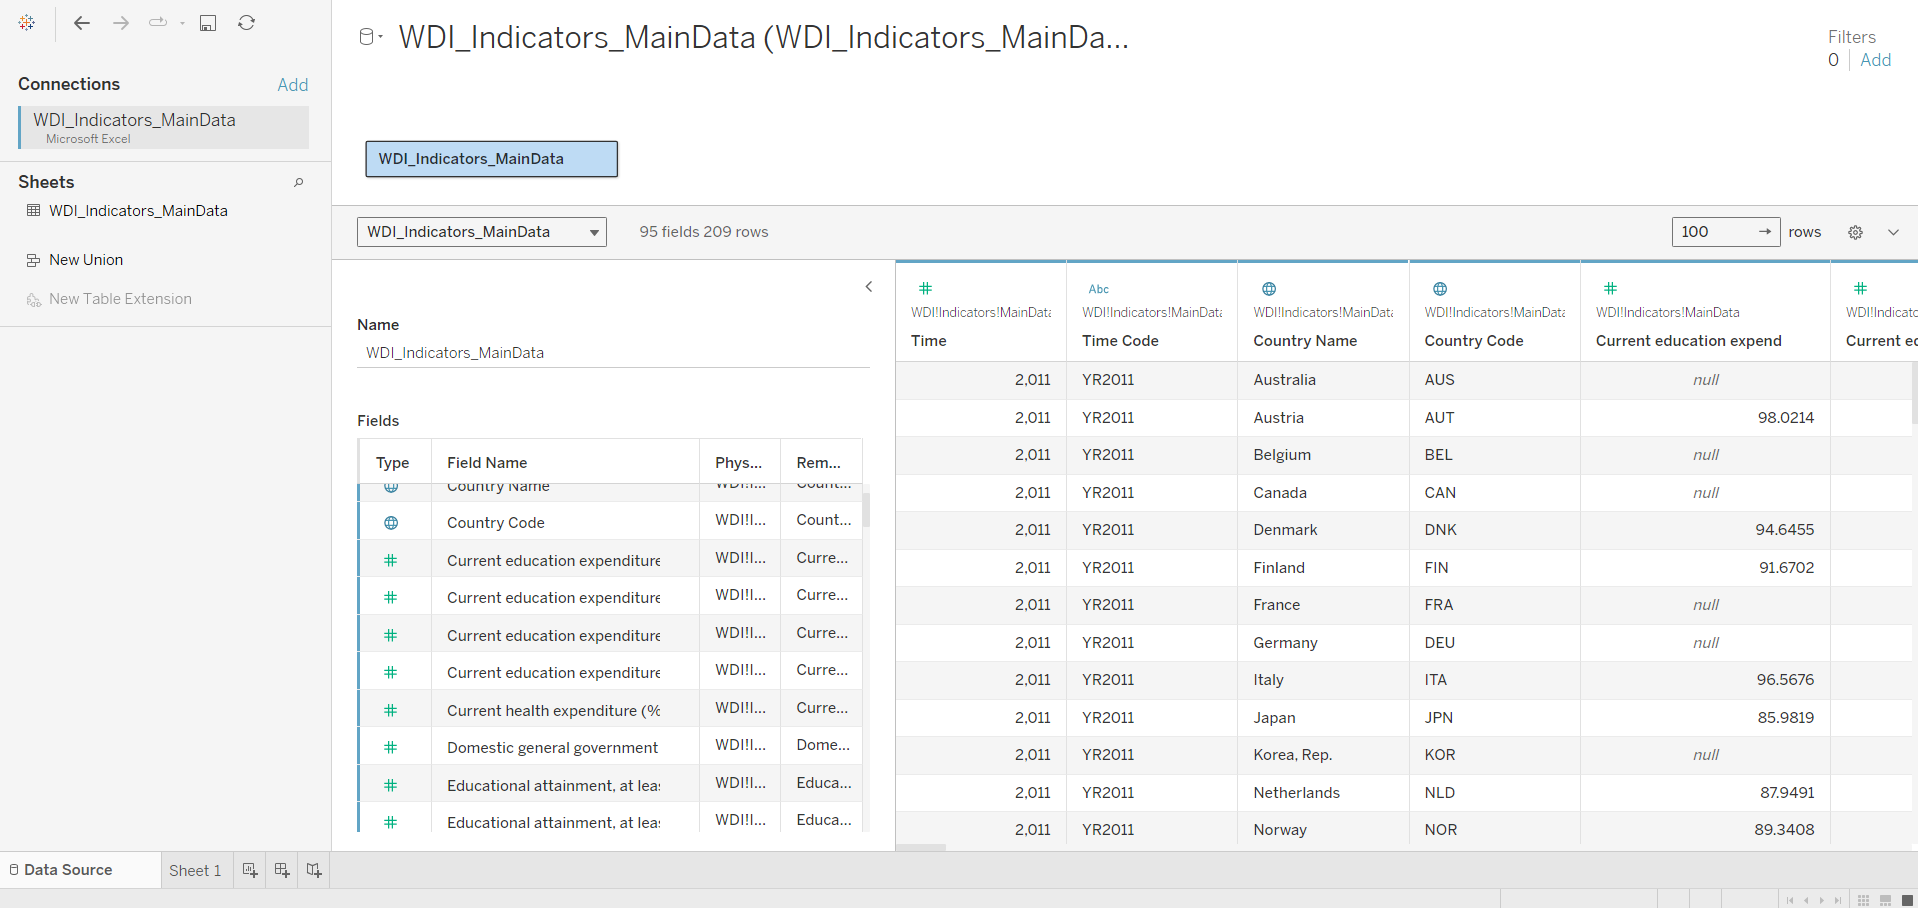 WDI_Indicators_MainData (WDI_Indicators_MainDa...
Filters
0 Add
Connections Add
WDI_Indicators_MainData
Microsoft Excel
Sheets
WDI_Indicators_MainData
New Union
New Table Extension
WDI_Indicators_MainData
WDI_Indicators_MainData 95 fields 209 rows 100 → rows
Name
WDI_Indicators_MainData
Fields
Type Field Name Phys... Rem...
Country Name WDI!I... Count...
Country Code WDI!I... Count...
Current education expenditure WDI!I... Curre...
Current education expenditure WDI!I... Curre...
Current education expenditure WDI!I... Curre...
Current education expenditure WDI!I... Curre...
Current health expenditure (% WDI!I... Curre...
Domestic general government WDI!I... Dome...
Educational attainment, at leas WDI!I... Educa...
Educational attainment, at leas WDI!I... Educa...
# Abc # #
WDI!Indicators!MainData WDI!Indicators!MainData WDI!Indicators!MainData WDI!Indicators!MainData WDI!Indicators!MainData WDI!Indicato
Time Time Code Country Name Country Code Current education expend Current ed
2,011 YR2011 Australia AUS null
2,011 YR2011 Austria AUT 98.0214
2,011 YR2011 Belgium BEL null
2,011 YR2011 Canada CAN null
2,011 YR2011 Denmark DNK 94.6455
2,011 YR2011 Finland FIN 91.6702
2,011 YR2011 France FRA null
2,011 YR2011 Germany DEU null
2,011 YR2011 Italy ITA 96.5676
2,011 YR2011 Japan JPN 85.9819
2,011 YR2011 Korea, Rep. KOR null
2,011 YR2011 Netherlands NLD 87.9491
2,011 YR2011 Norway NOR 89.3408
Data Source Sheet 1